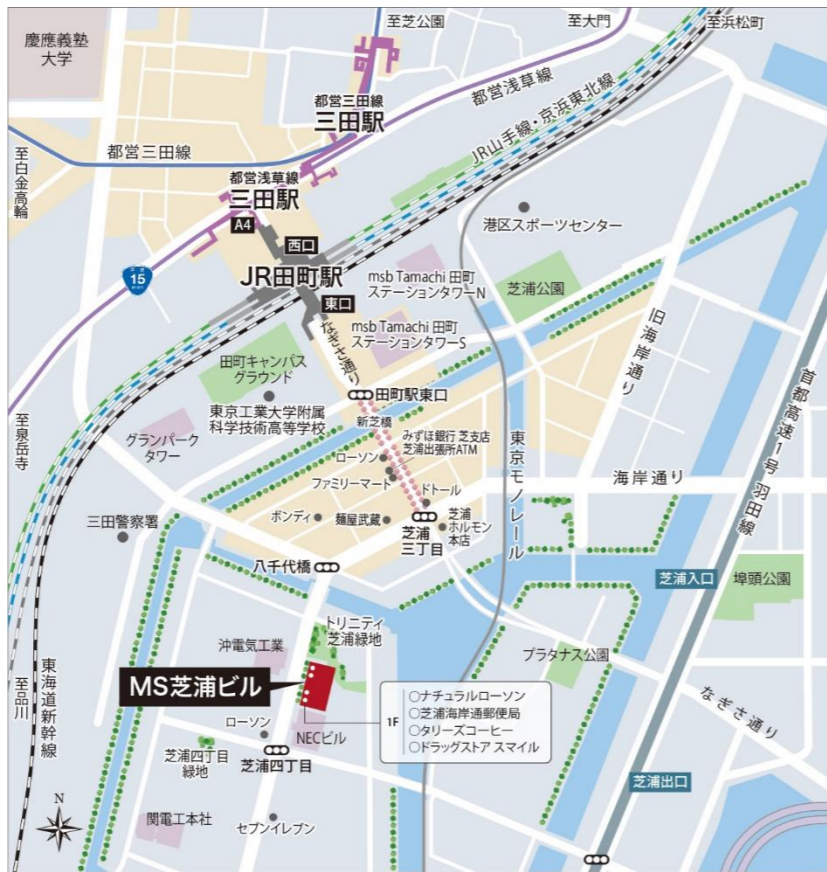 慶應義塾
大学
至芝公園
至大門
至浜松町
都営三田線
三田駅
都営浅草線
JR山手線・京浜東北線
至白金高輪
都営三田線
都営浅草線
三田駅
A4
西口
JR田町駅
東口
15
港区スポーツセンター
msb Tamachi 田町
ステーションタワーN
芝浦公園
msb Tamachi 田町
ステーションタワーS
なぎさ通り
旧海岸通り
首都高速1号 羽田線
田町キャンパス
グラウンド
田町駅東口
東京工業大学附属
科学技術高等学校
新芝橋
至泉岳寺
グランパーク
タワー
みずほ銀行 芝支店
芝浦出張所ATM
ローソン
ファミリーマート
東京モノレール
海岸通り
ドトール
三田警察署
ボンディ
麺屋武蔵
芝浦
三丁目
芝浦
ホルモン
本店
八千代橋
芝浦入口
埠頭公園
トリニティ
芝浦緑地
沖電気工業
プラタナス公園
MS芝浦ビル
東海道新幹線
至品川
1F
○ナチュラルローソン
○芝浦海岸通郵便局
○タリーズコーヒー
○ドラッグストア スマイル
なぎさ通り
ローソン
NECビル
芝浦四丁目
緑地
芝浦四丁目
芝浦出口
N
関電工本社
セブンイレブン